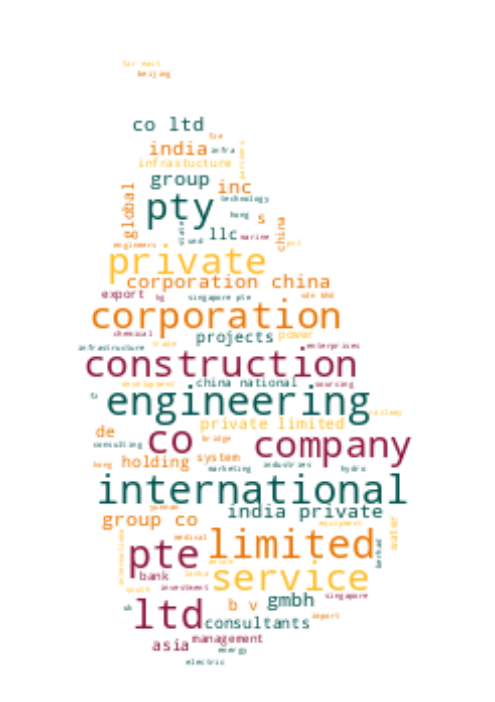 far east
beijing
co ltd
india infra
infrastucture
group
inc
global
pty
technology
hong s
llc marine
china
engineers and
private
corporation china
export singapore pte sdn bhd
corporation
chemical projects power
infrastructure trade enterprises
construction
development china national sourcing
engineering
railway
private limited
de co bridge company
consulting
hong holding system
marketing industries hydro
international
yunnan india private
group co equipment
medical limited water
pte
bank service
south investment singapore
ltd b v gmbh
consultants import
management
asia energy
electric